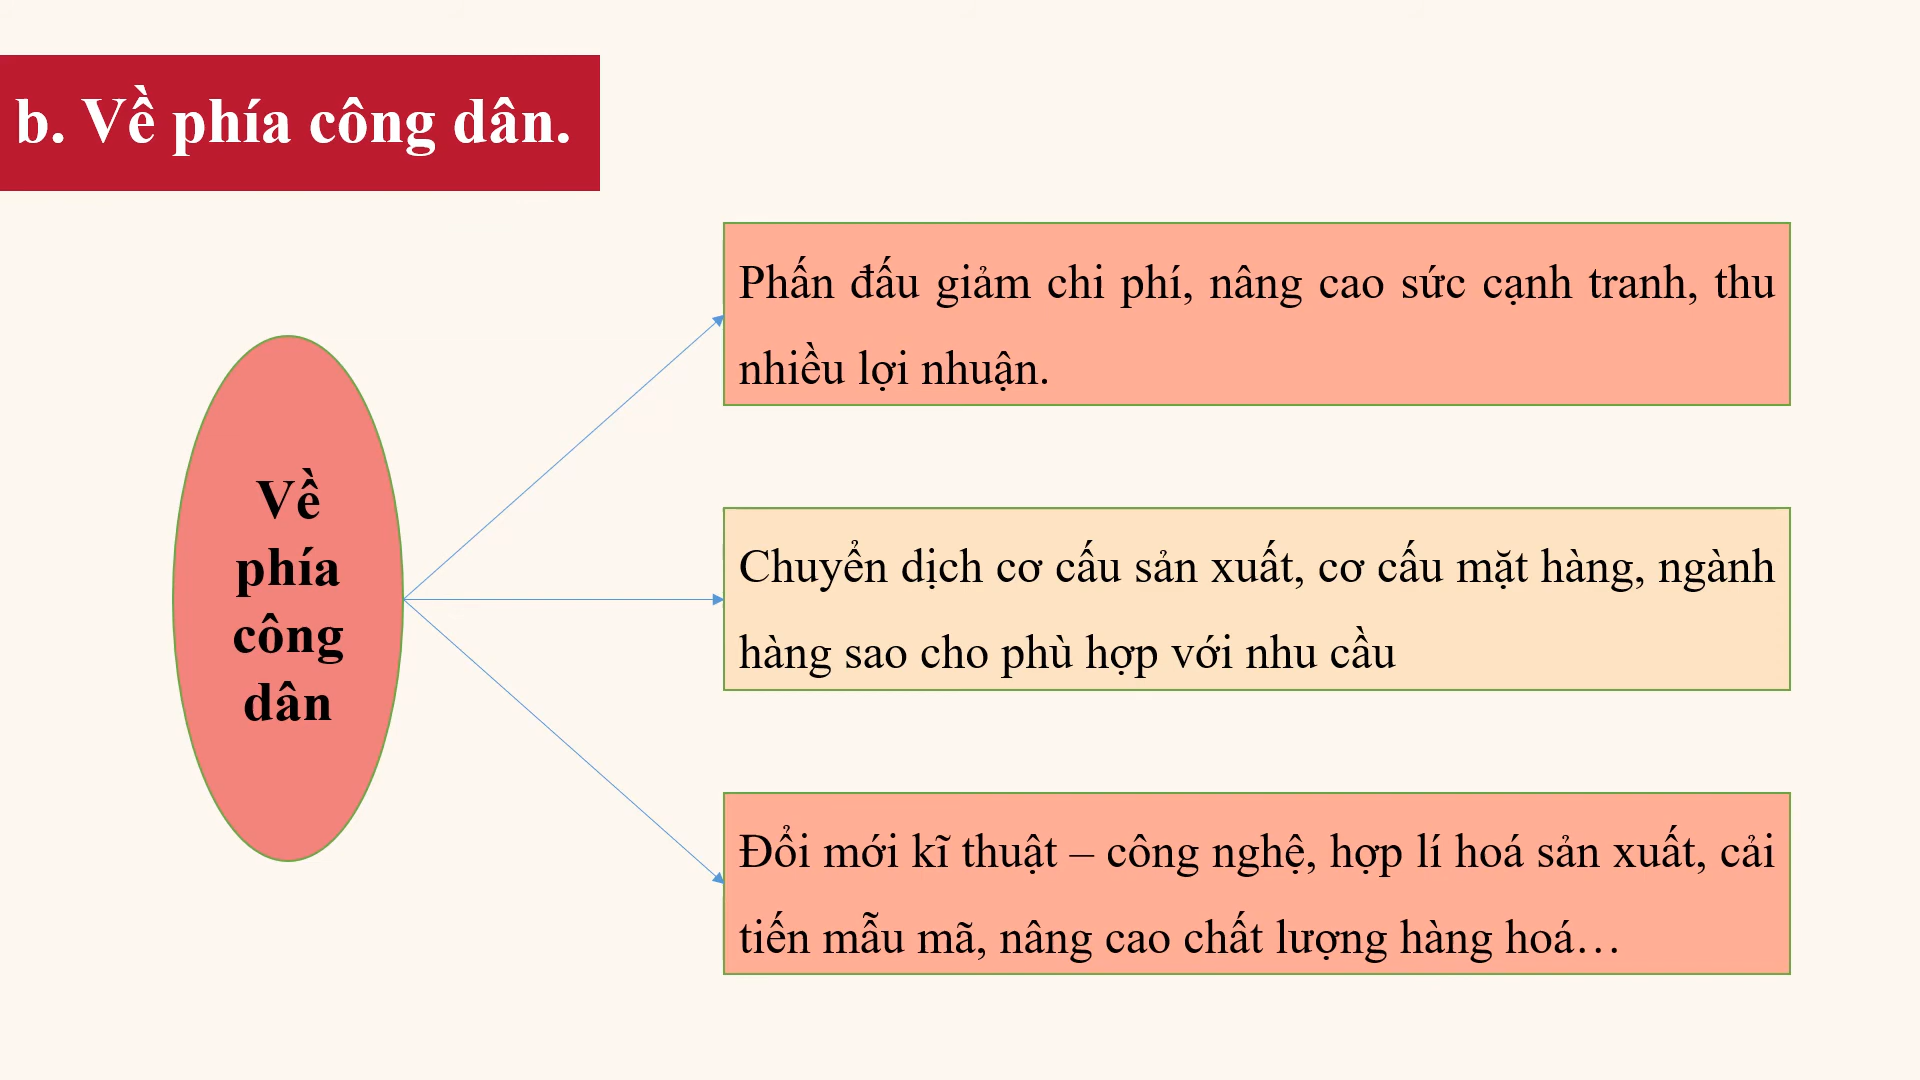 b. Về phía công dân.
Về
phía
công
dân
Phấn đấu giảm chi phí, nâng cao sức cạnh tranh, thu
nhiều lợi nhuận.
Chuyển dịch cơ cấu sản xuất, cơ cấu mặt hàng, ngành
hàng sao cho phù hợp với nhu cầu
Đổi mới kĩ thuật – công nghệ, hợp lí hoá sản xuất, cải
tiến mẫu mã, nâng cao chất lượng hàng hoá…